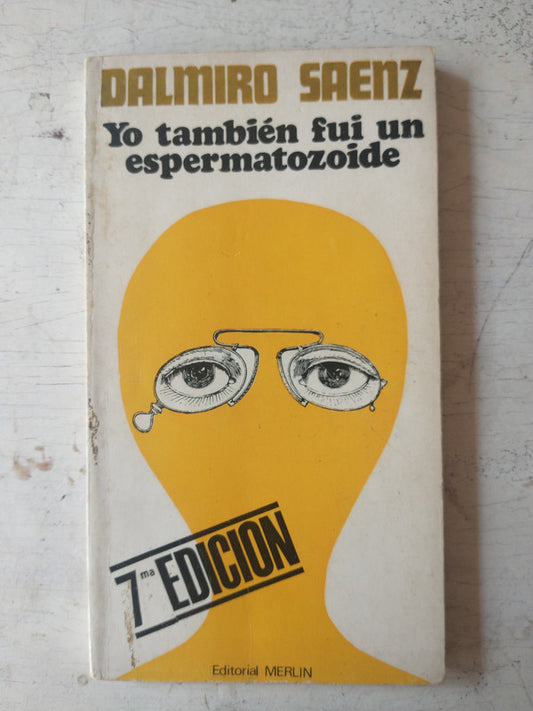 DALMIRO SAENZ
Yo también fui un
espermatozoide
7ma EDICION
Editorial MERLIN